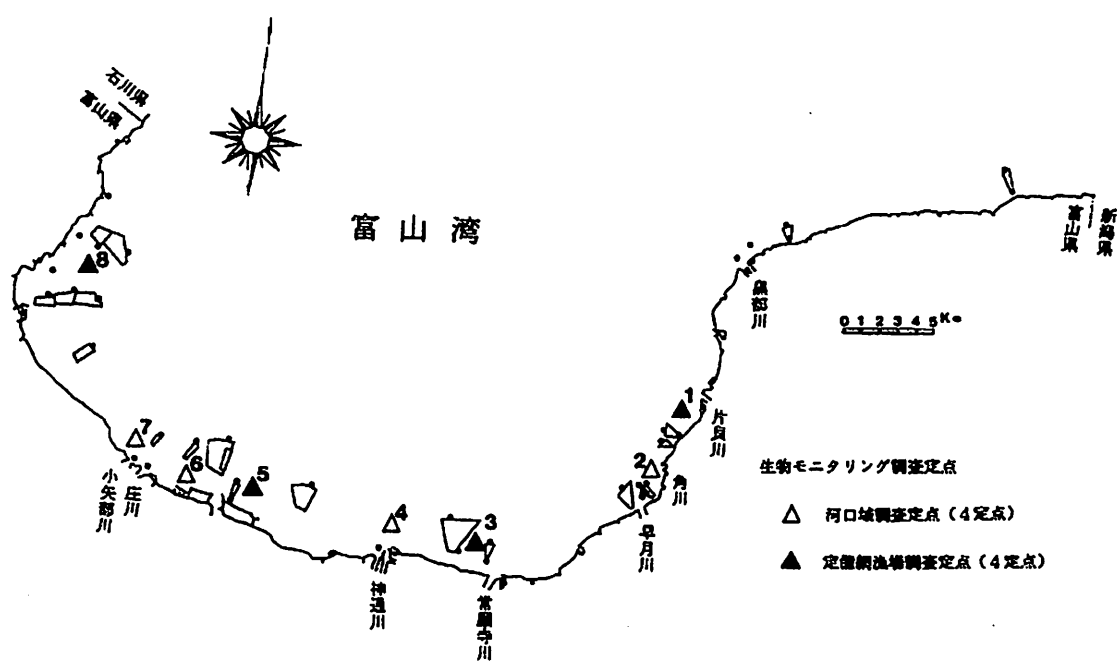 石川県
富山県
富山湾
新潟県
富山県
黒部川
0 1 2 3 4 5 Km
片貝川
角川
早月川
常願寺川
神通川
庄川
小矢部川
1
2
3
4
5
6
7
8
生物モニタリング調査定点
△ 河口域調査定点(4定点)
▲ 定置網漁場調査定点(4定点)